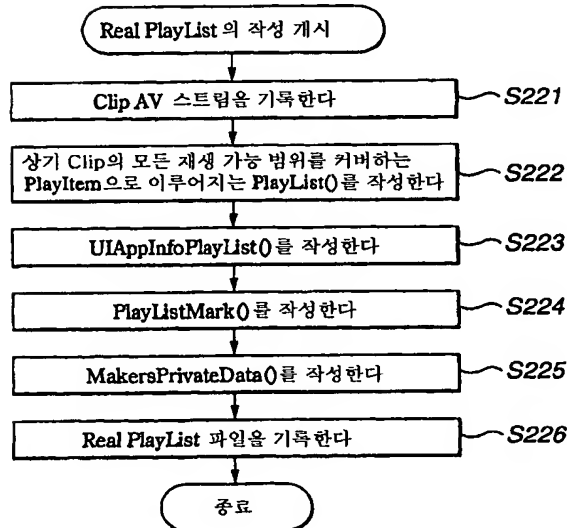 Real PlayList 의 작성 개시
Clip AV 스트림을 기록한다
S221
상기 Clip의 모든 재생 가능 범위를 커버하는
PlayItem으로 이루어지는 PlayList()를 작성한다
S222
UIAppInfoPlayList()를 작성한다
S223
PlayListMark()를 작성한다
S224
MakersPrivateData()를 작성한다
S225
Real PlayList 파일을 기록한다
S226
종료